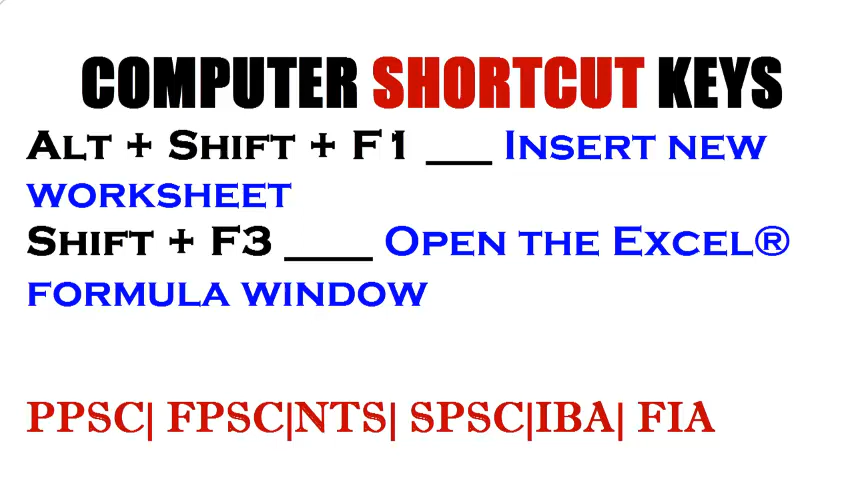 COMPUTER SHORTCUT KEYS
Alt + Shift + F1 ___ Insert new
worksheet
Shift + F3 ____ Open the Excel®
formula window
PPSC| FPSC|NTS| SPSC|IBA| FIA